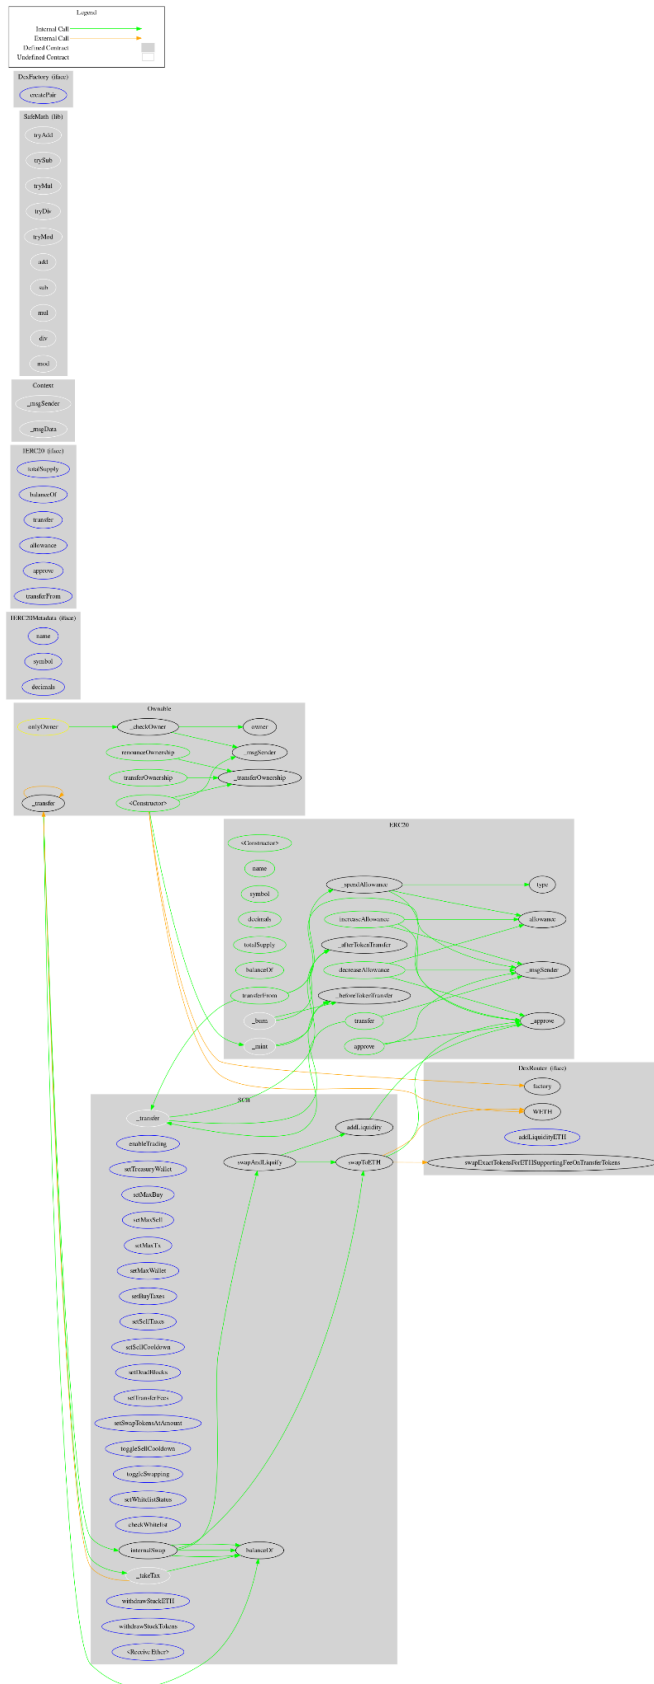 Legend
Internal Call
External Call
Defined Contract
Undefined Contract
DexFactory (iface)
createPair
SafeMath (lib)
tryAdd
trySub
tryMul
tryDiv
tryMod
add
sub
mul
div
mod
Context
_msgSender
_msgData
IERC20 (iface)
totalSupply
balanceOf
transfer
allowance
approve
transferFrom
IERC20Metadata (iface)
name
symbol
decimals
Ownable
onlyOwner
_checkOwner
owner
renounceOwnership
_msgSender
transferOwnership
_transferOwnership
<Constructor>
_transfer
ERC20
<Constructor>
name
symbol
decimals
totalSupply
balanceOf
transferFrom
_burn
_mint
_spendAllowance
increaseAllowance
_afterTokenTransfer
decreaseAllowance
_beforeTokenTransfer
transfer
approve
type
allowance
_msgSender
_approve
DexRouter (iface)
factory
WETH
addLiquidityETH
swapExactTokensForETHSupportingFeeOnTransferTokens
_transfer
enableTrading
setTreasuryWallet
setMaxBuy
setMaxSell
setMaxTx
setMaxWallet
setBuyTaxes
setSellTaxes
setSellCooldown
setDeadBlocks
setTransferFees
setSwapTokensAtAmount
toggleSellCooldown
toggleSwapping
setWhitelistStatus
checkWhitelist
internalSwap
_takeTax
withdrawStuckETH
withdrawStuckTokens
<Receive Ether>
swapAndLiquify
balanceOf
addLiquidity
swapToETH